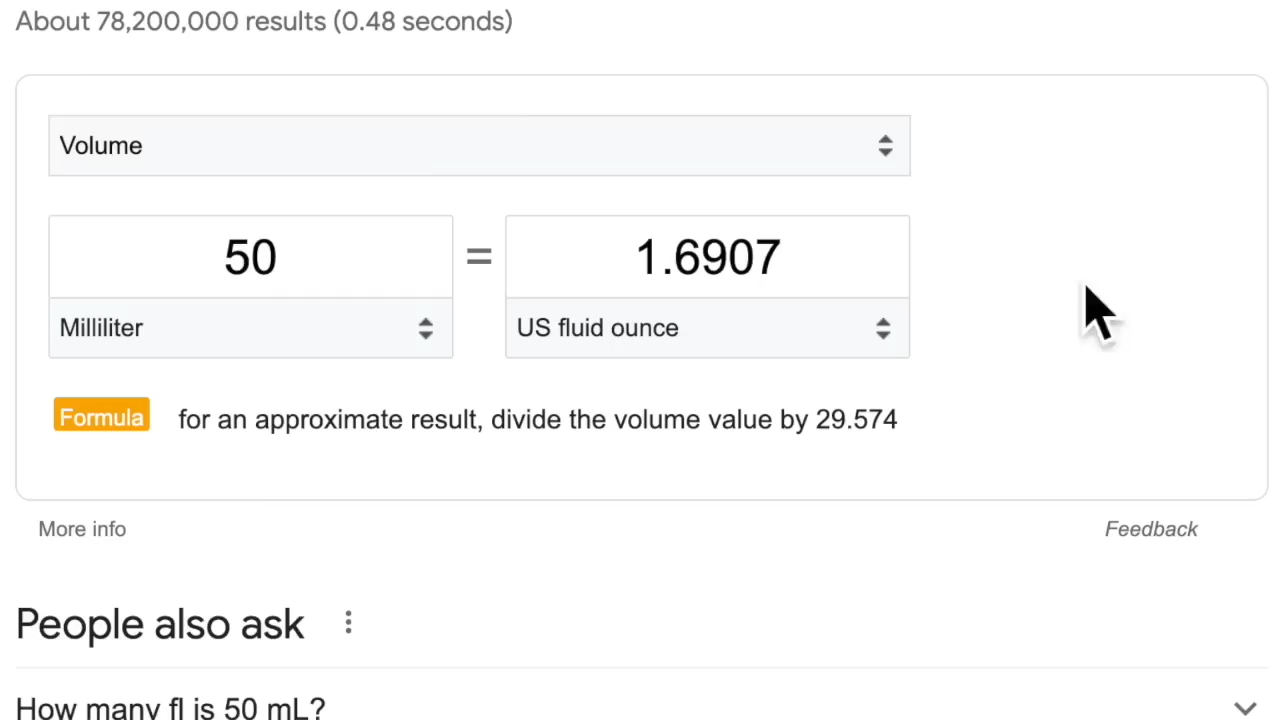 About 78,200,000 results (0.48 seconds)
Volume
50 = 1.6907
Milliliter US fluid ounce
Formula for an approximate result, divide the volume value by 29.574
More info Feedback
People also ask
How many fl is 50 mL?